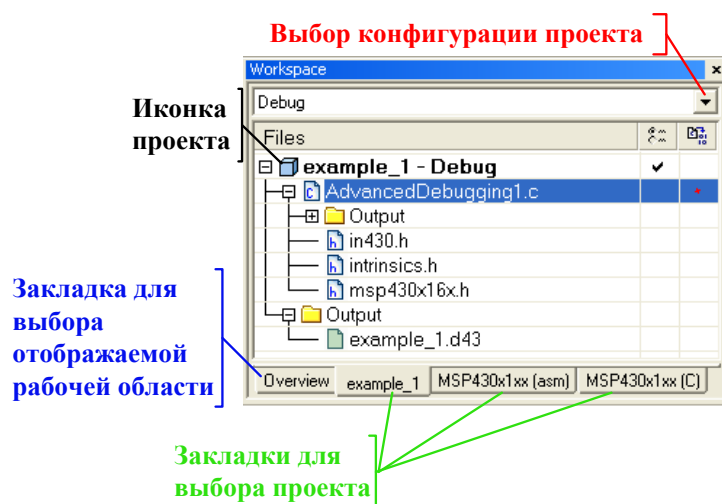 Выбор конфигурации проекта
Workspace
Debug
Иконка
проекта
Files
example_1 - Debug
AdvancedDebugging1.c
Output
in430.h
intrinsics.h
msp430x16x.h
Output
example_1.d43
Закладка для
выбора
отображаемой
рабочей области
Overview example_1 MSP430x1xx (asm) MSP430x1xx (C)
Закладки для
выбора проекта